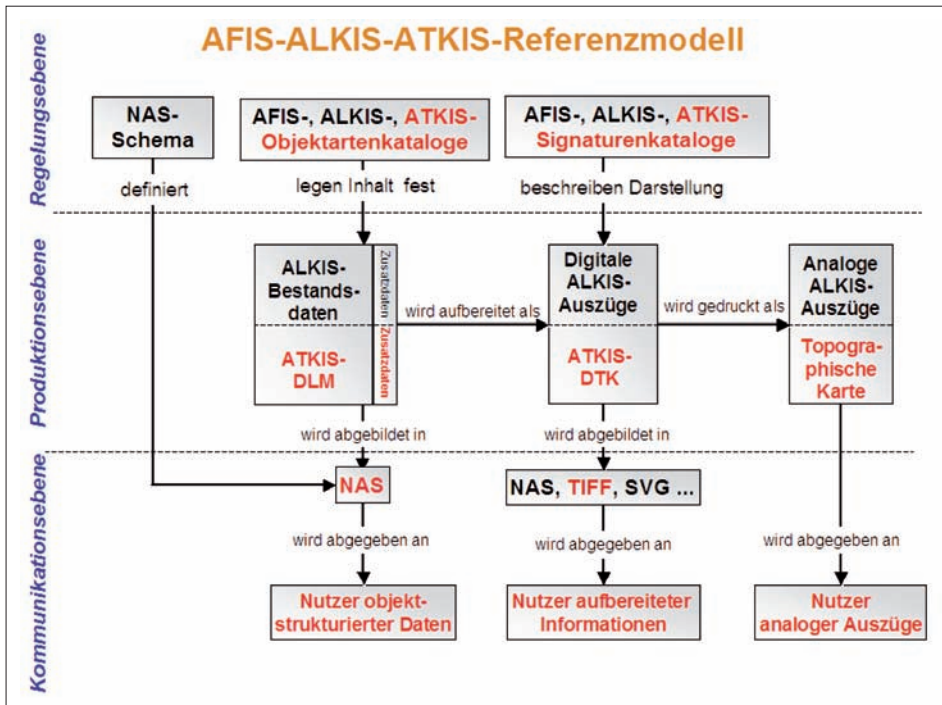 AFIS-ALKIS-ATKIS-Referenzmodell
Regelungsebene
NAS-
Schema
AFIS-, ALKIS-, ATKIS-
Objektartenkataloge
AFIS-, ALKIS-, ATKIS-
Signaturenkataloge
definiert
legen Inhalt fest
beschreiben Darstellung
Produktionsebene
ALKIS-
Bestands-
daten
ATKIS-
DLM
Zusatzdaten
Zusatzdaten
wird aufbereitet als
Digitale
ALKIS-
Auszüge
ATKIS-
DTK
wird gedruckt als
Analoge
ALKIS-
Auszüge
Topogra-
phische
Karte
wird abgebildet in
wird abgebildet in
Kommunikationsebene
NAS
NAS, TIFF, SVG ...
wird abgegeben an
wird abgegeben an
wird abgegeben an
Nutzer objekt-
strukturierter Daten
Nutzer aufbereiteter
Informationen
Nutzer
analoger Auszüge